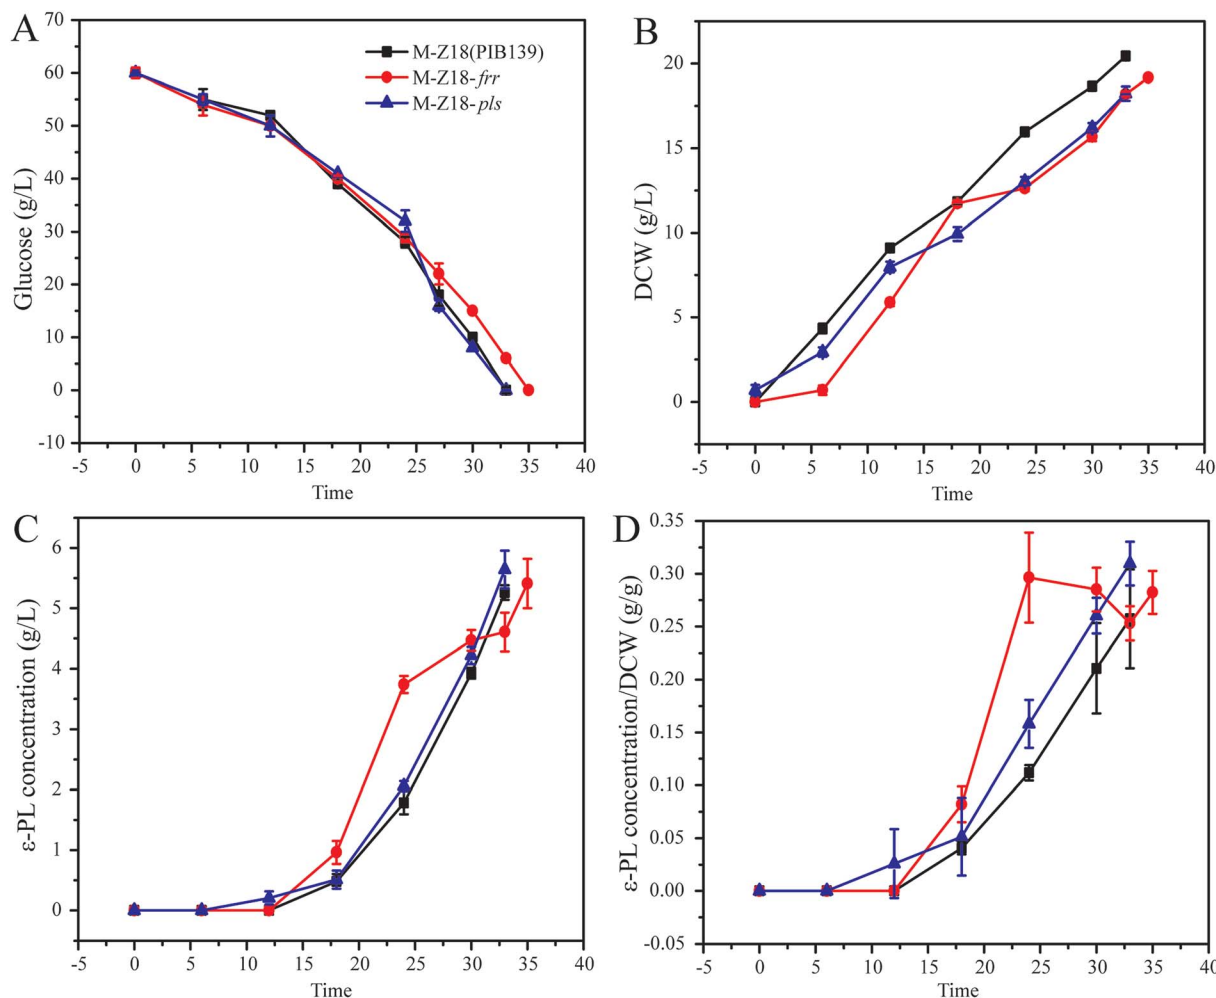 A
70
60
50
40
30
20
10
0
-10
Glucose (g/L)
-5 0 5 10 15 20 25 30 35 40
Time
M-Z18(PIB139)
M-Z18-frr
M-Z18-pls
B
20
15
10
5
0
DCW (g/L)
-5 0 5 10 15 20 25 30 35 40
Time
C
6
5
4
3
2
1
0
ε-PL concentration (g/L)
-5 0 5 10 15 20 25 30 35 40
Time
D
0.35
0.30
0.25
0.20
0.15
0.10
0.05
0.00
-0.05
ε-PL concentration/DCW (g/g)
-5 0 5 10 15 20 25 30 35 40
Time